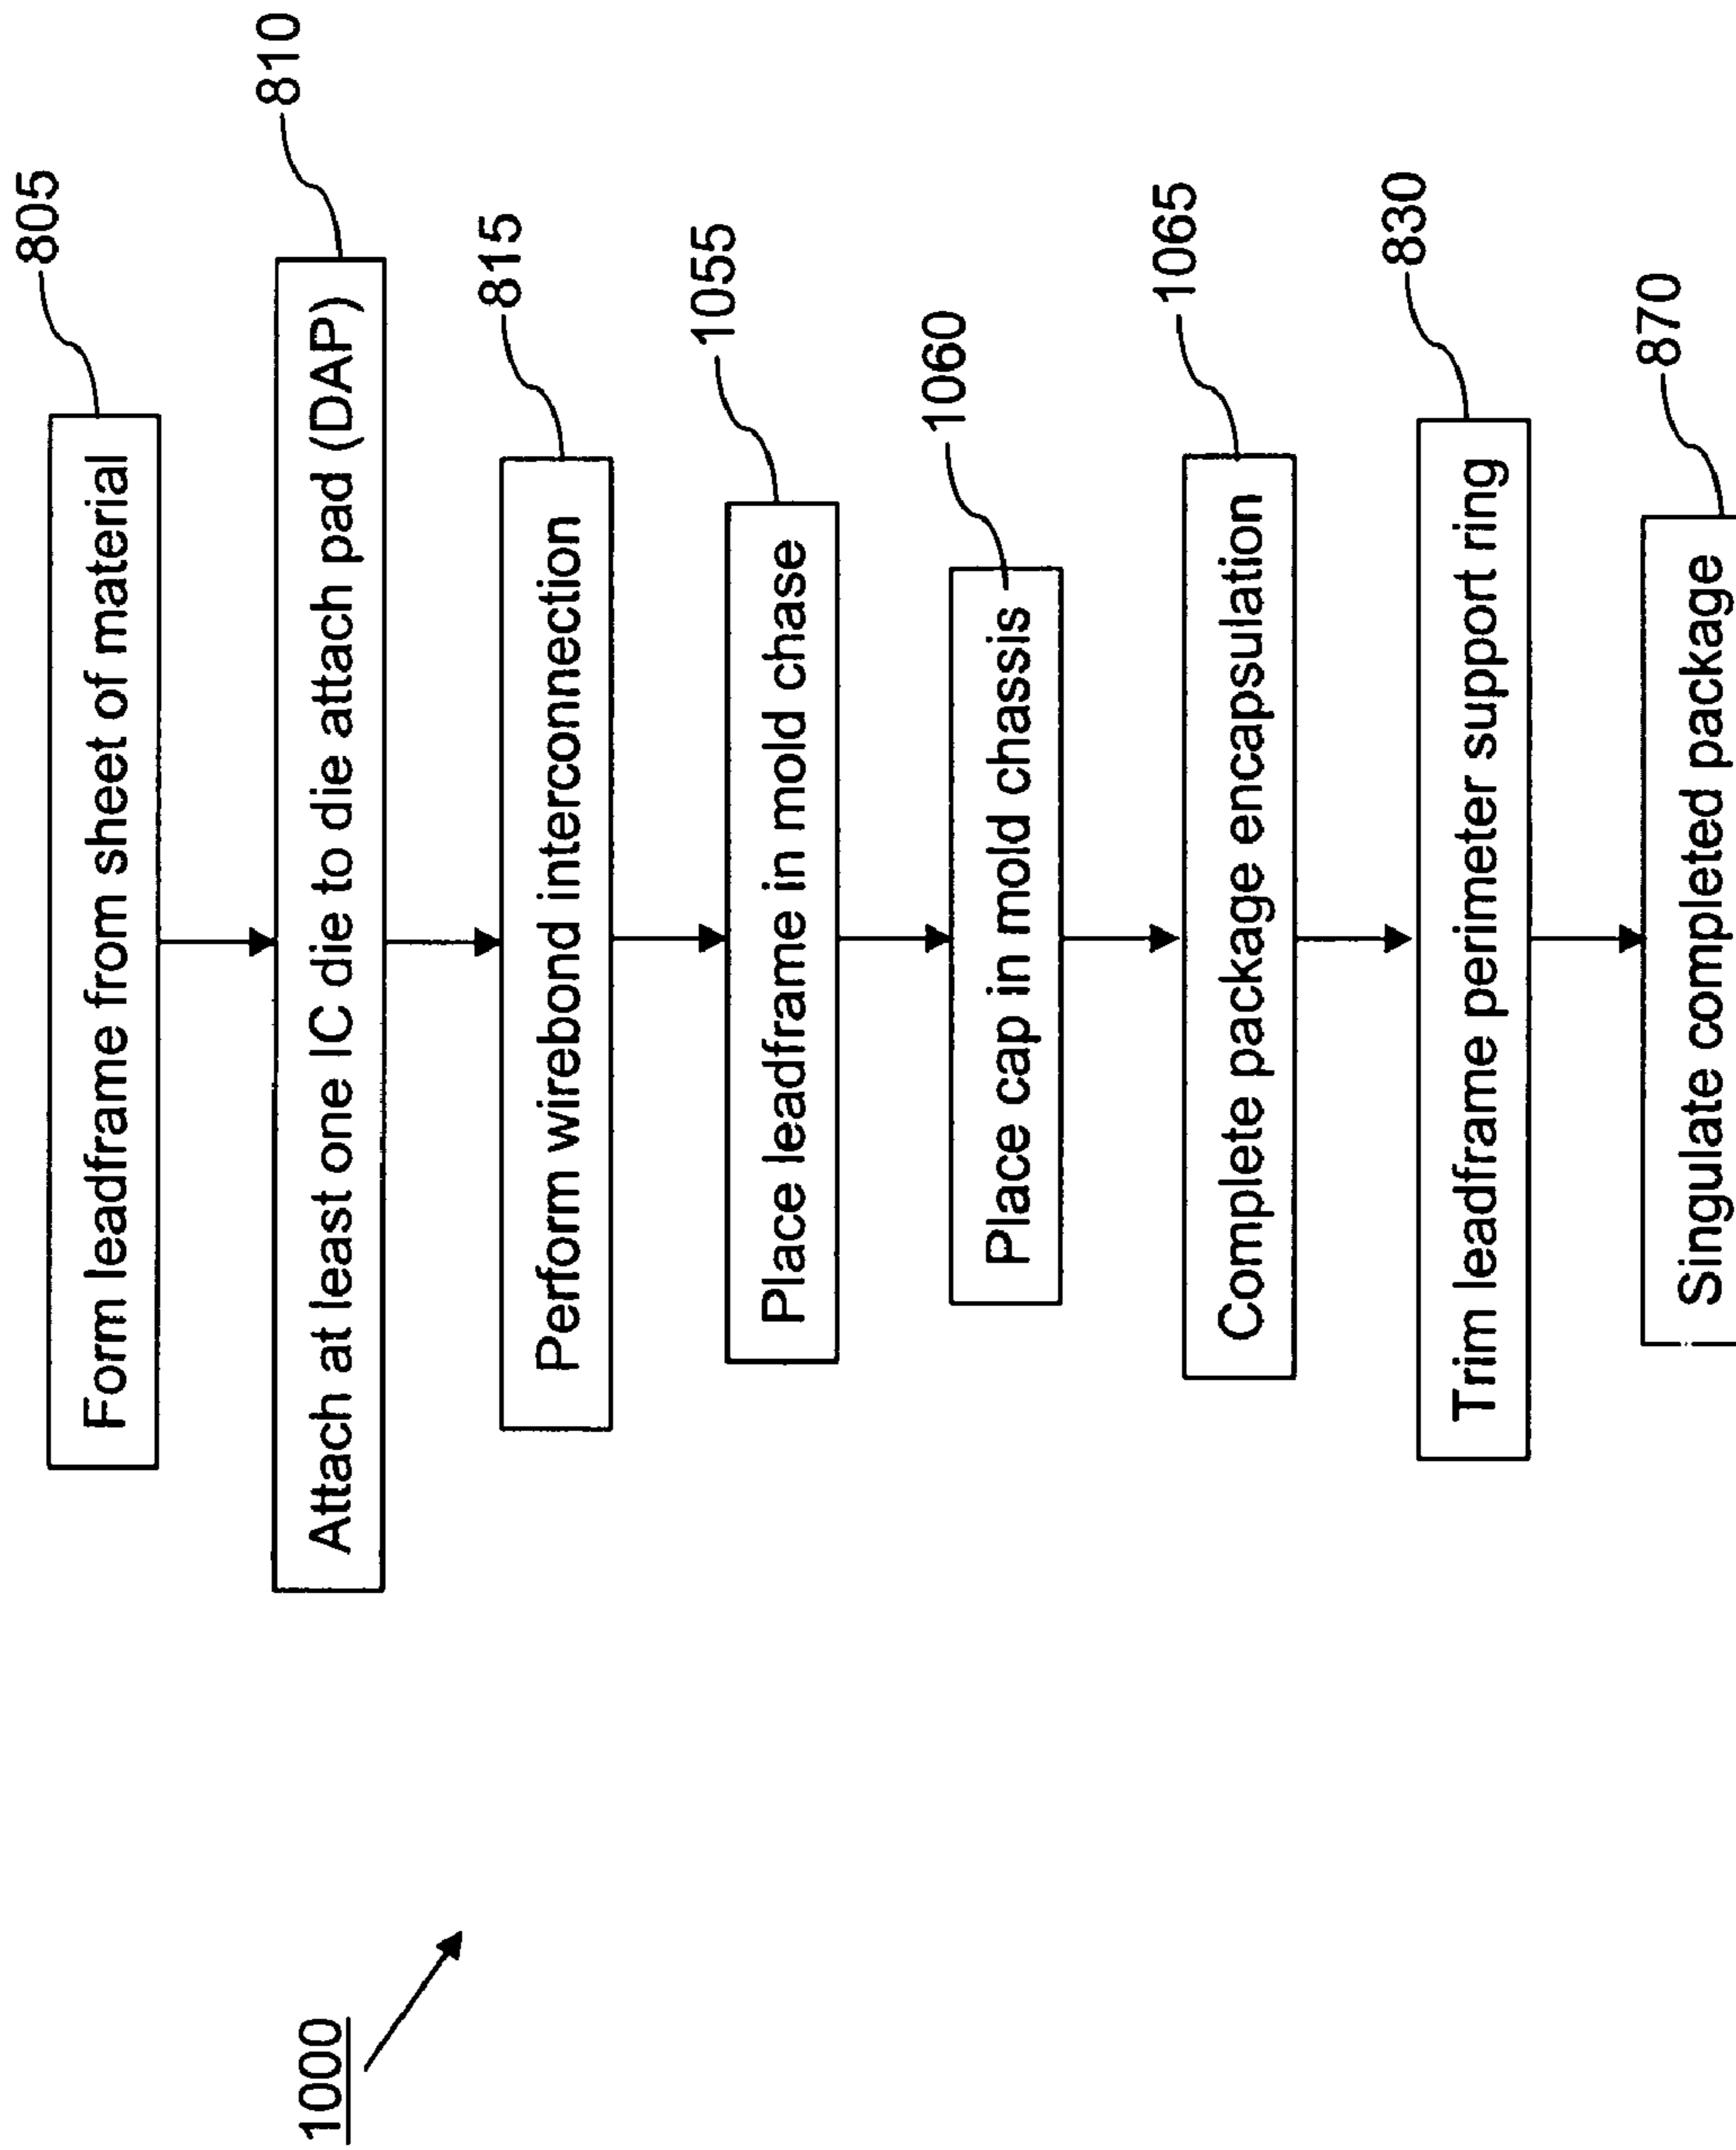 1000
Form leadframe from sheet of material
805
Attach at least one IC die to die attach pad (DAP)
810
Perform wirebond interconnection
815
Place leadframe in mold chase
1055
Place cap in mold chassis
1060
Complete package encapsulation
1065
Trim leadframe perimeter support ring
830
Singulate completed package
870